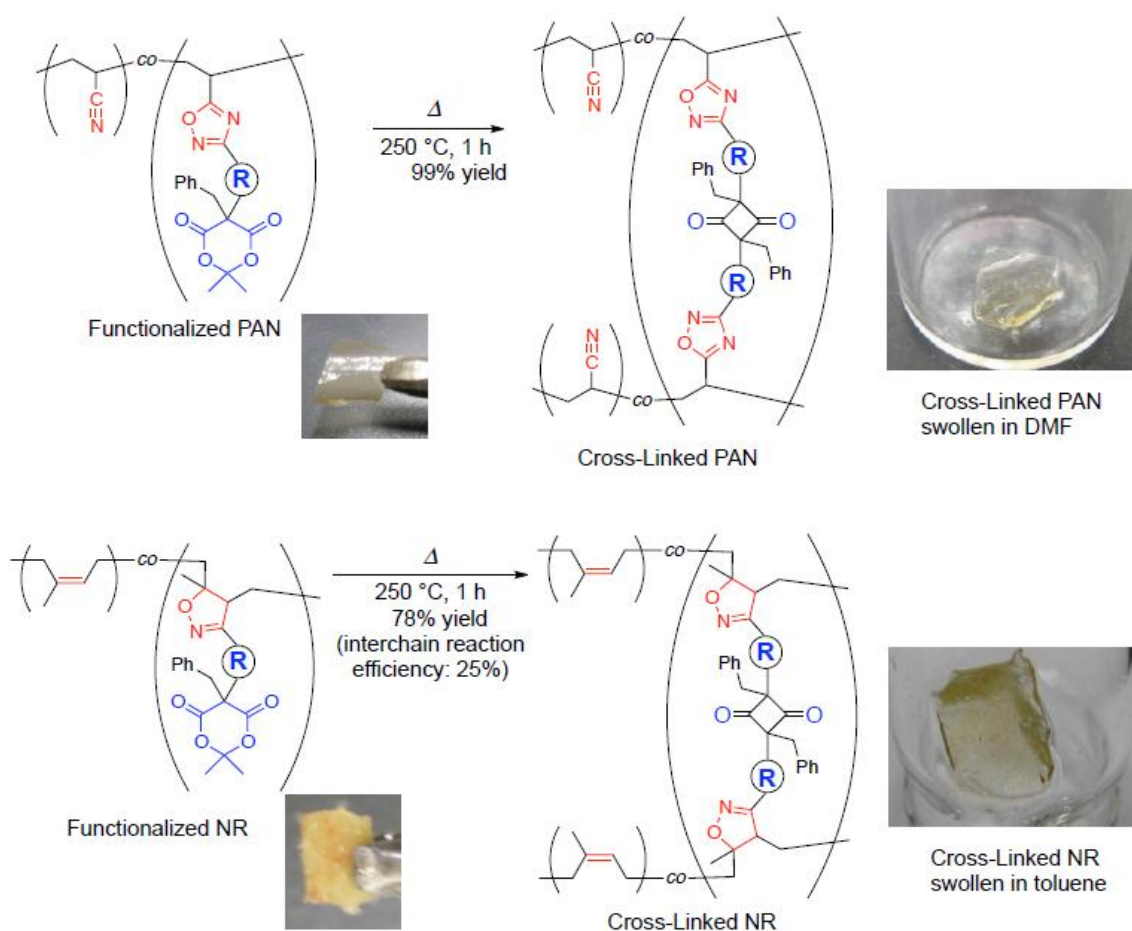 co
co
C
N
O
N
N
Δ
250 °C, 1 h
99% yield
C
N
O
N
N
R
Ph
O
O
O
O
R
Ph
O
O
Ph
R
Functionalized PAN
N
C
N
N
O
co
Cross-Linked PAN
swollen in DMF
Cross-Linked PAN
co
Δ
250 °C, 1 h
78% yield
(interchain reaction
efficiency: 25%)
co
O
N
R
Ph
O
O
O
O
O
N
R
Ph
O
O
Ph
R
Functionalized NR
N
O
co
Cross-Linked NR
swollen in toluene
Cross-Linked NR